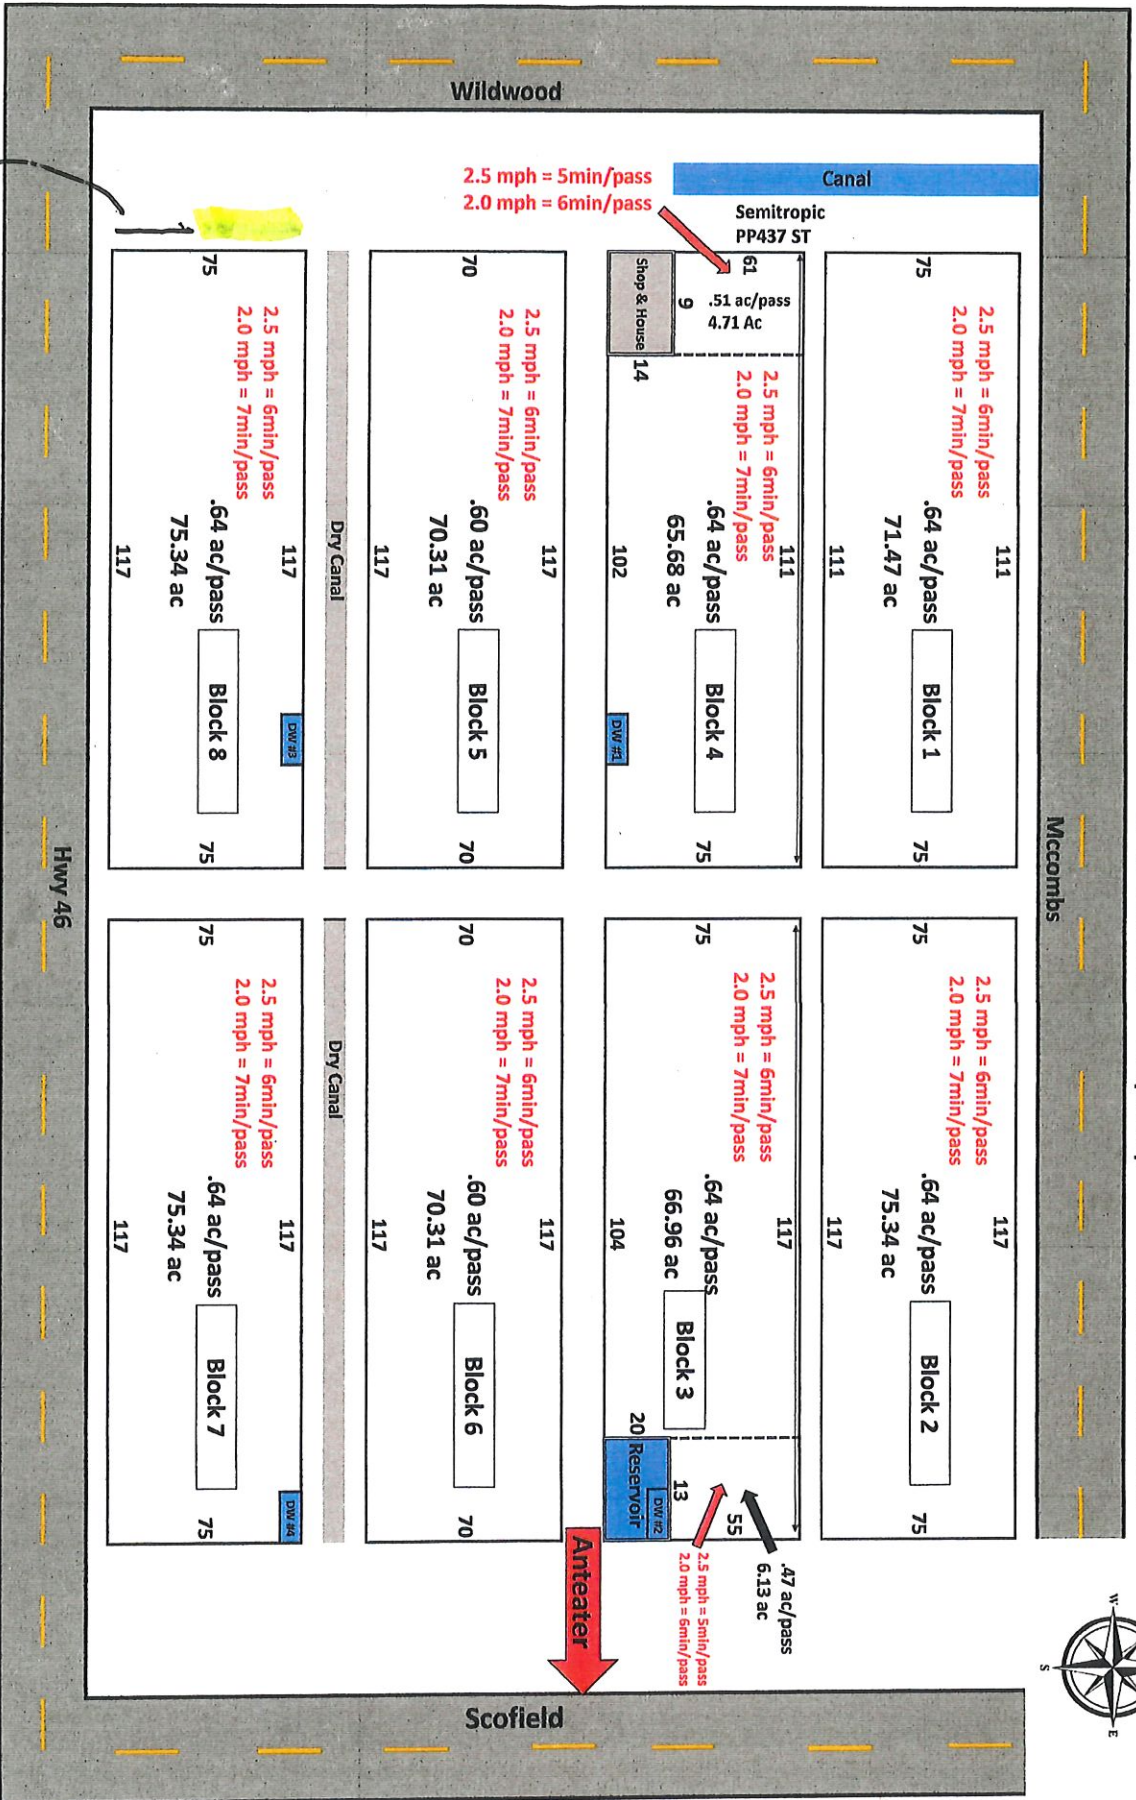 Wildwood
Mccombs
Hwy 46
Scofield
Canal
Semitropic
PP437 ST
2.5 mph = 5min/pass
2.0 mph = 6min/pass
61
.51 ac/pass
4.71 Ac
9
Shop & House
14
75
2.5 mph = 6min/pass
2.0 mph = 7min/pass
111
.64 ac/pass
71.47 ac
111
Block 1
75
2.5 mph = 6min/pass
2.0 mph = 7min/pass
111
.64 ac/pass
65.68 ac
102
Block 4
DW #1
75
70
2.5 mph = 6min/pass
2.0 mph = 7min/pass
117
.60 ac/pass
70.31 ac
117
Block 5
70
Dry Canal
75
2.5 mph = 6min/pass
2.0 mph = 7min/pass
117
.64 ac/pass
75.34 ac
117
Block 8
DW #3
75
75
2.5 mph = 6min/pass
2.0 mph = 7min/pass
117
.64 ac/pass
75.34 ac
117
Block 2
75
75
2.5 mph = 6min/pass
2.0 mph = 7min/pass
117
.64 ac/pass
66.96 ac
104
Block 3
20
Reservoir
DW #2
13
55
.47 ac/pass
6.13 ac
2.5 mph = 5min/pass
2.0 mph = 6min/pass
70
2.5 mph = 6min/pass
2.0 mph = 7min/pass
117
.60 ac/pass
70.31 ac
117
Block 6
70
Anteater
Dry Canal
75
2.5 mph = 6min/pass
2.0 mph = 7min/pass
117
.64 ac/pass
75.34 ac
117
Block 7
DW #4
75
W
S
E